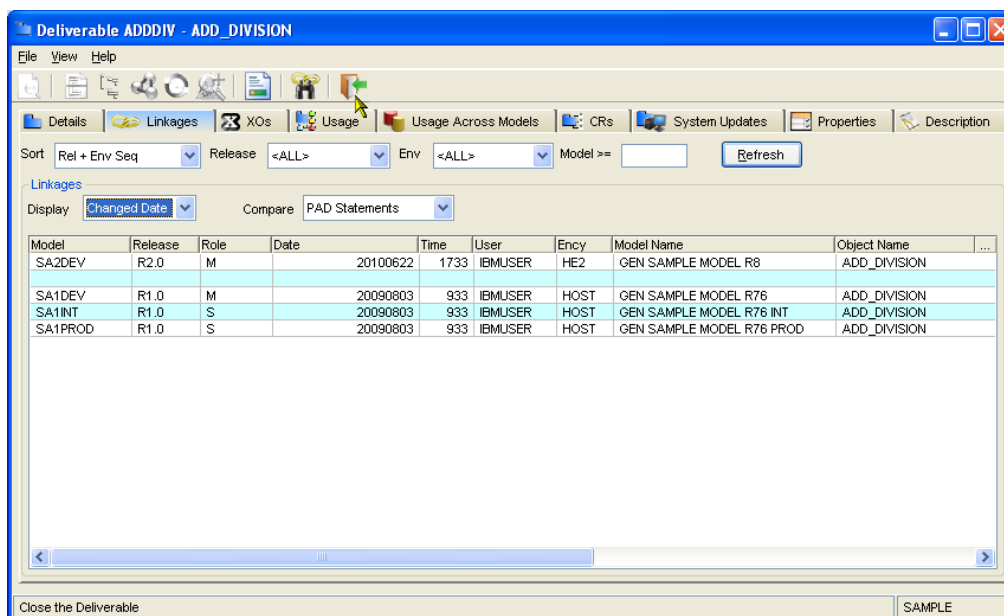 Deliverable ADDDIV - ADD_DIVISION
File View Help
Details Linkages XOs Usage Usage Across Models CRs System Updates Properties Description
Sort Rel + Env Seq Release <ALL> Env <ALL> Model >= Refresh
Linkages
Display Changed Date Compare PAD Statements
Model Release Role Date Time User Ency Model Name Object Name ...
SA2DEV R2.0 M 20100622 1733 IBMUSER HE2 GEN SAMPLE MODEL R8 ADD_DIVISION
SA1DEV R1.0 M 20090803 933 IBMUSER HOST GEN SAMPLE MODEL R76 ADD_DIVISION
SA1INT R1.0 S 20090803 933 IBMUSER HOST GEN SAMPLE MODEL R76 INT ADD_DIVISION
SA1PROD R1.0 S 20090803 933 IBMUSER HOST GEN SAMPLE MODEL R76 PROD ADD_DIVISION
Close the Deliverable SAMPLE